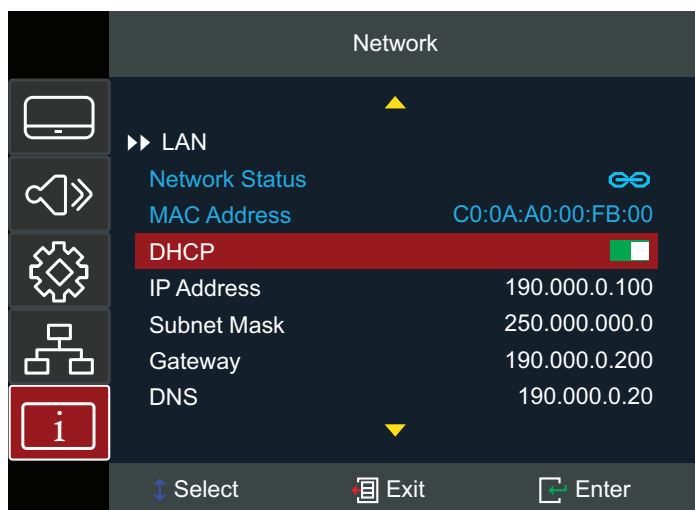 Network
LAN
Network Status
MAC Address C0:0A:A0:00:FB:00
DHCP
IP Address 190.000.0.100
Subnet Mask 250.000.000.0
Gateway 190.000.0.200
DNS 190.000.0.20
i
Select Exit Enter